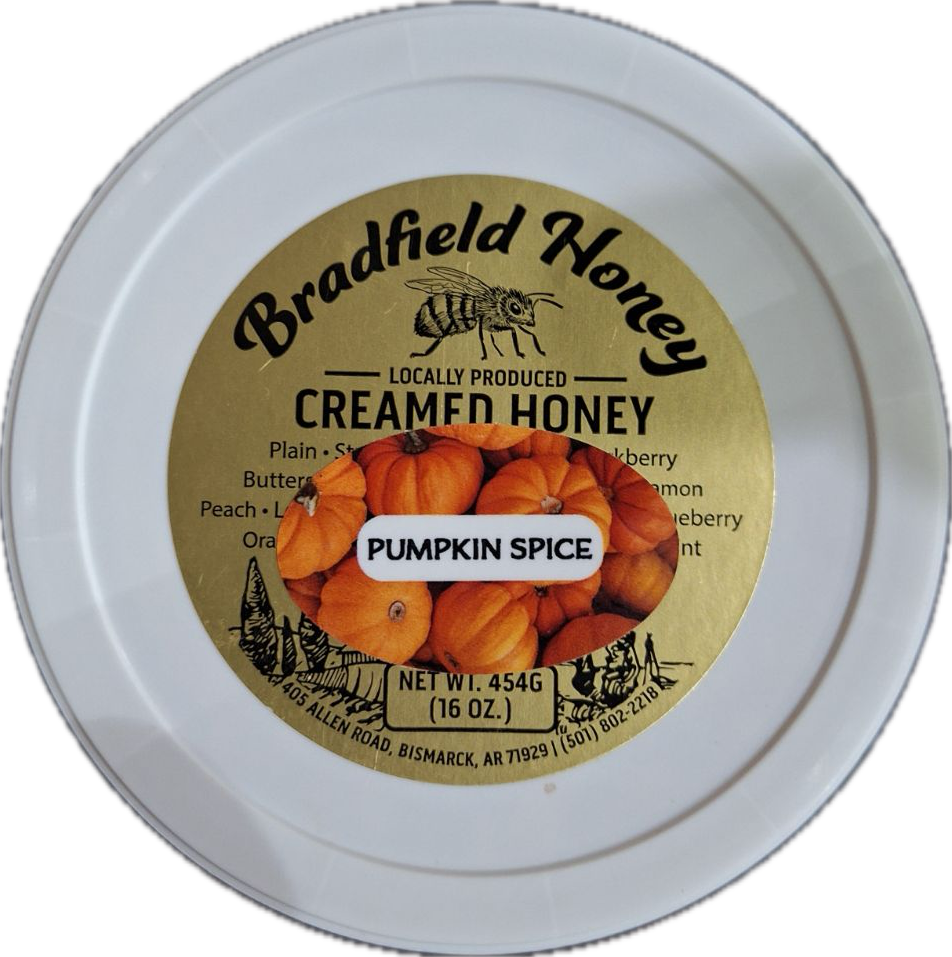 Bradfield Honey
LOCALLY PRODUCED
CREAMED HONEY
Plain •
Peach •
PUMPKIN SPICE
NET WT. 454G
(16 OZ.)
405 ALLEN ROAD, BISMARCK, AR 71929 | (501) 802-2218